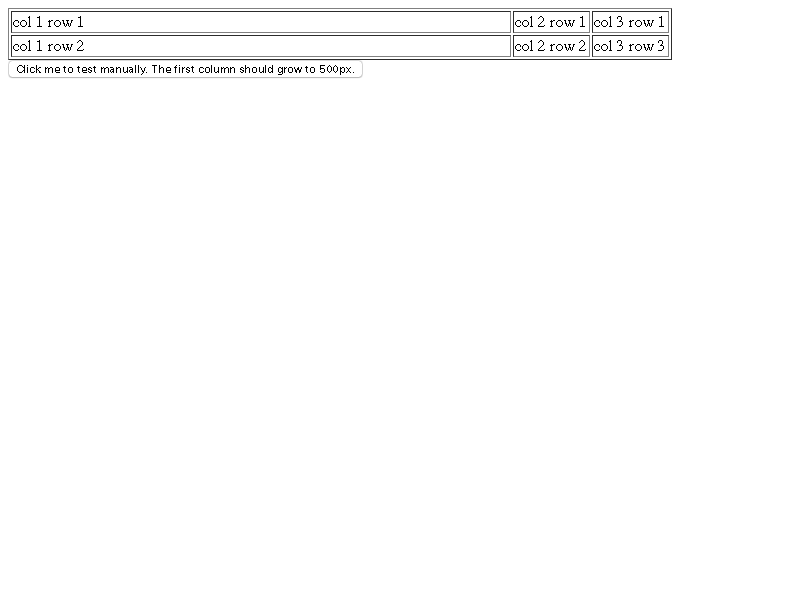 col 1 row 1 col 2 row 1 col 3 row 1
col 1 row 2 col 2 row 2 col 3 row 3
Click me to test manually. The first column should grow to 500px.